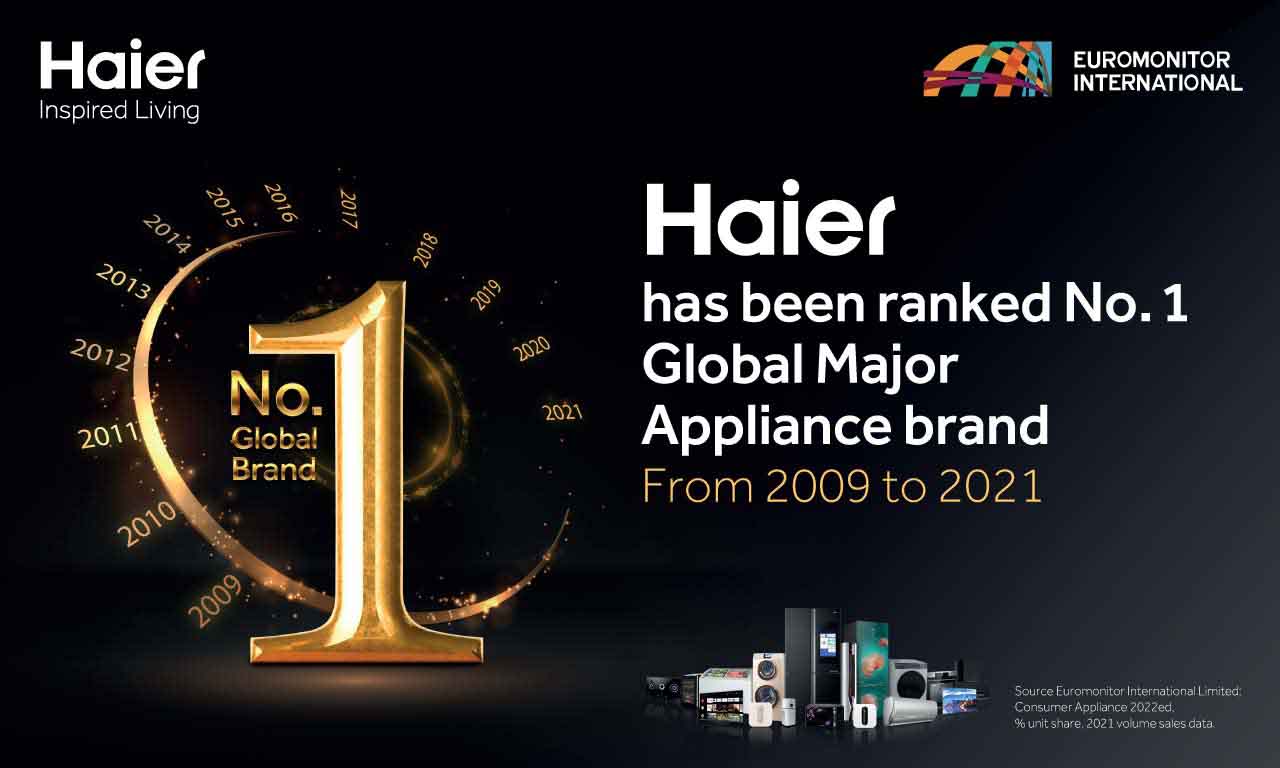 Haier
Inspired Living
EUROMONITOR
INTERNATIONAL
2009
2010
2011
2012
2013
2014
2015
2016
2017
2018
2019
2020
2021
No.
Global
Brand
1
Haier
has been ranked No. 1
Global Major
Appliance brand
From 2009 to 2021
Source Euromonitor International Limited;
Consumer Appliance 2022ed,
% unit share, 2021 volume sales data.